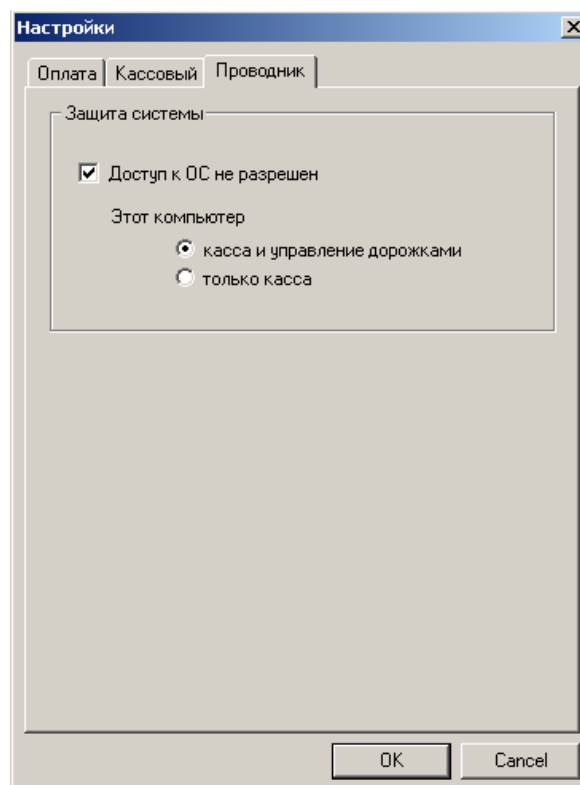 Настройки
Оплата Кассовый Проводник
Защита системы
Доступ к ОС не разрешен
Этот компьютер
касса и управление дорожками
только касса
OK Cancel